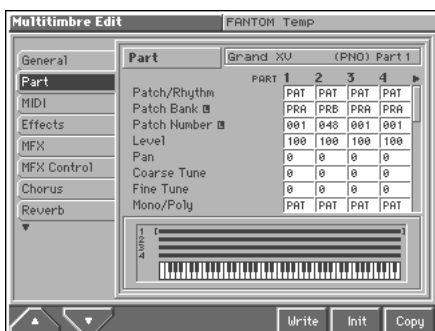 Multitimbre Edit FANTOM Temp
General
Part
MIDI
Effects
MFX
MFX Control
Chorus
Reverb
Part Grand XV (PNO) Part 1
PART 1 2 3 4
Patch/Rhythm PAT PAT PAT PAT
Patch Bank L PRA PRB PRA PRA
Patch Number L 001 048 001 001
Level 100 100 100 100
Pan 0 0 0 0
Coarse Tune 0 0 0 0
Fine Tune 0 0 0 0
Mono/Poly PAT PAT PAT PAT
1
2
3
4
Write Init Copy